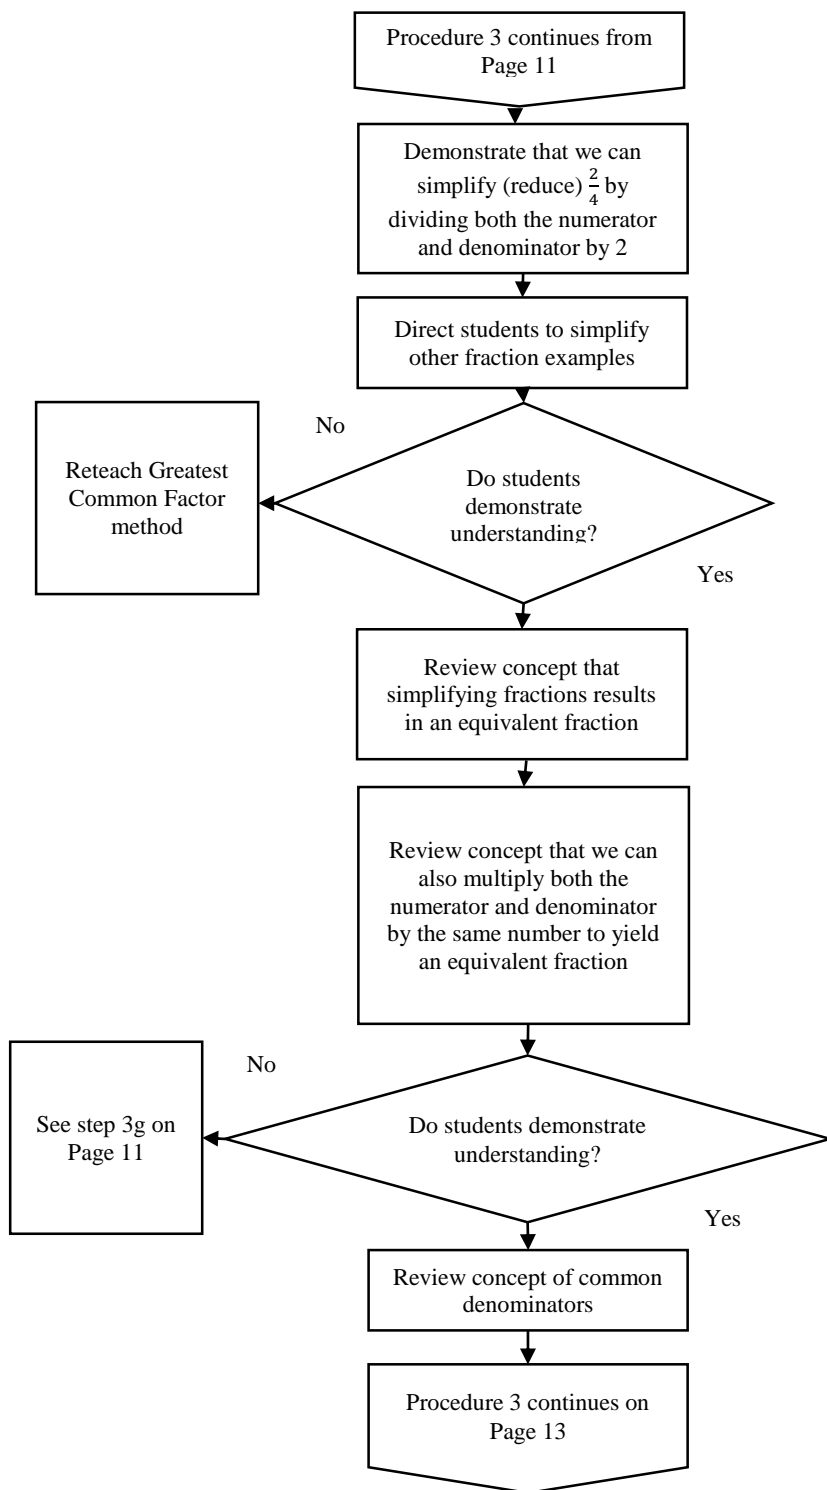 Procedure 3 continues from
Page 11
Demonstrate that we can
simplify (reduce) 2/4 by
dividing both the numerator
and denominator by 2
Direct students to simplify
other fraction examples
No
Reteach Greatest
Common Factor
method
Do students
demonstrate
understanding?
Yes
Review concept that
simplifying fractions results
in an equivalent fraction
Review concept that we can
also multiply both the
numerator and denominator
by the same number to yield
an equivalent fraction
No
See step 3g on
Page 11
Do students demonstrate
understanding?
Yes
Review concept of common
denominators
Procedure 3 continues on
Page 13